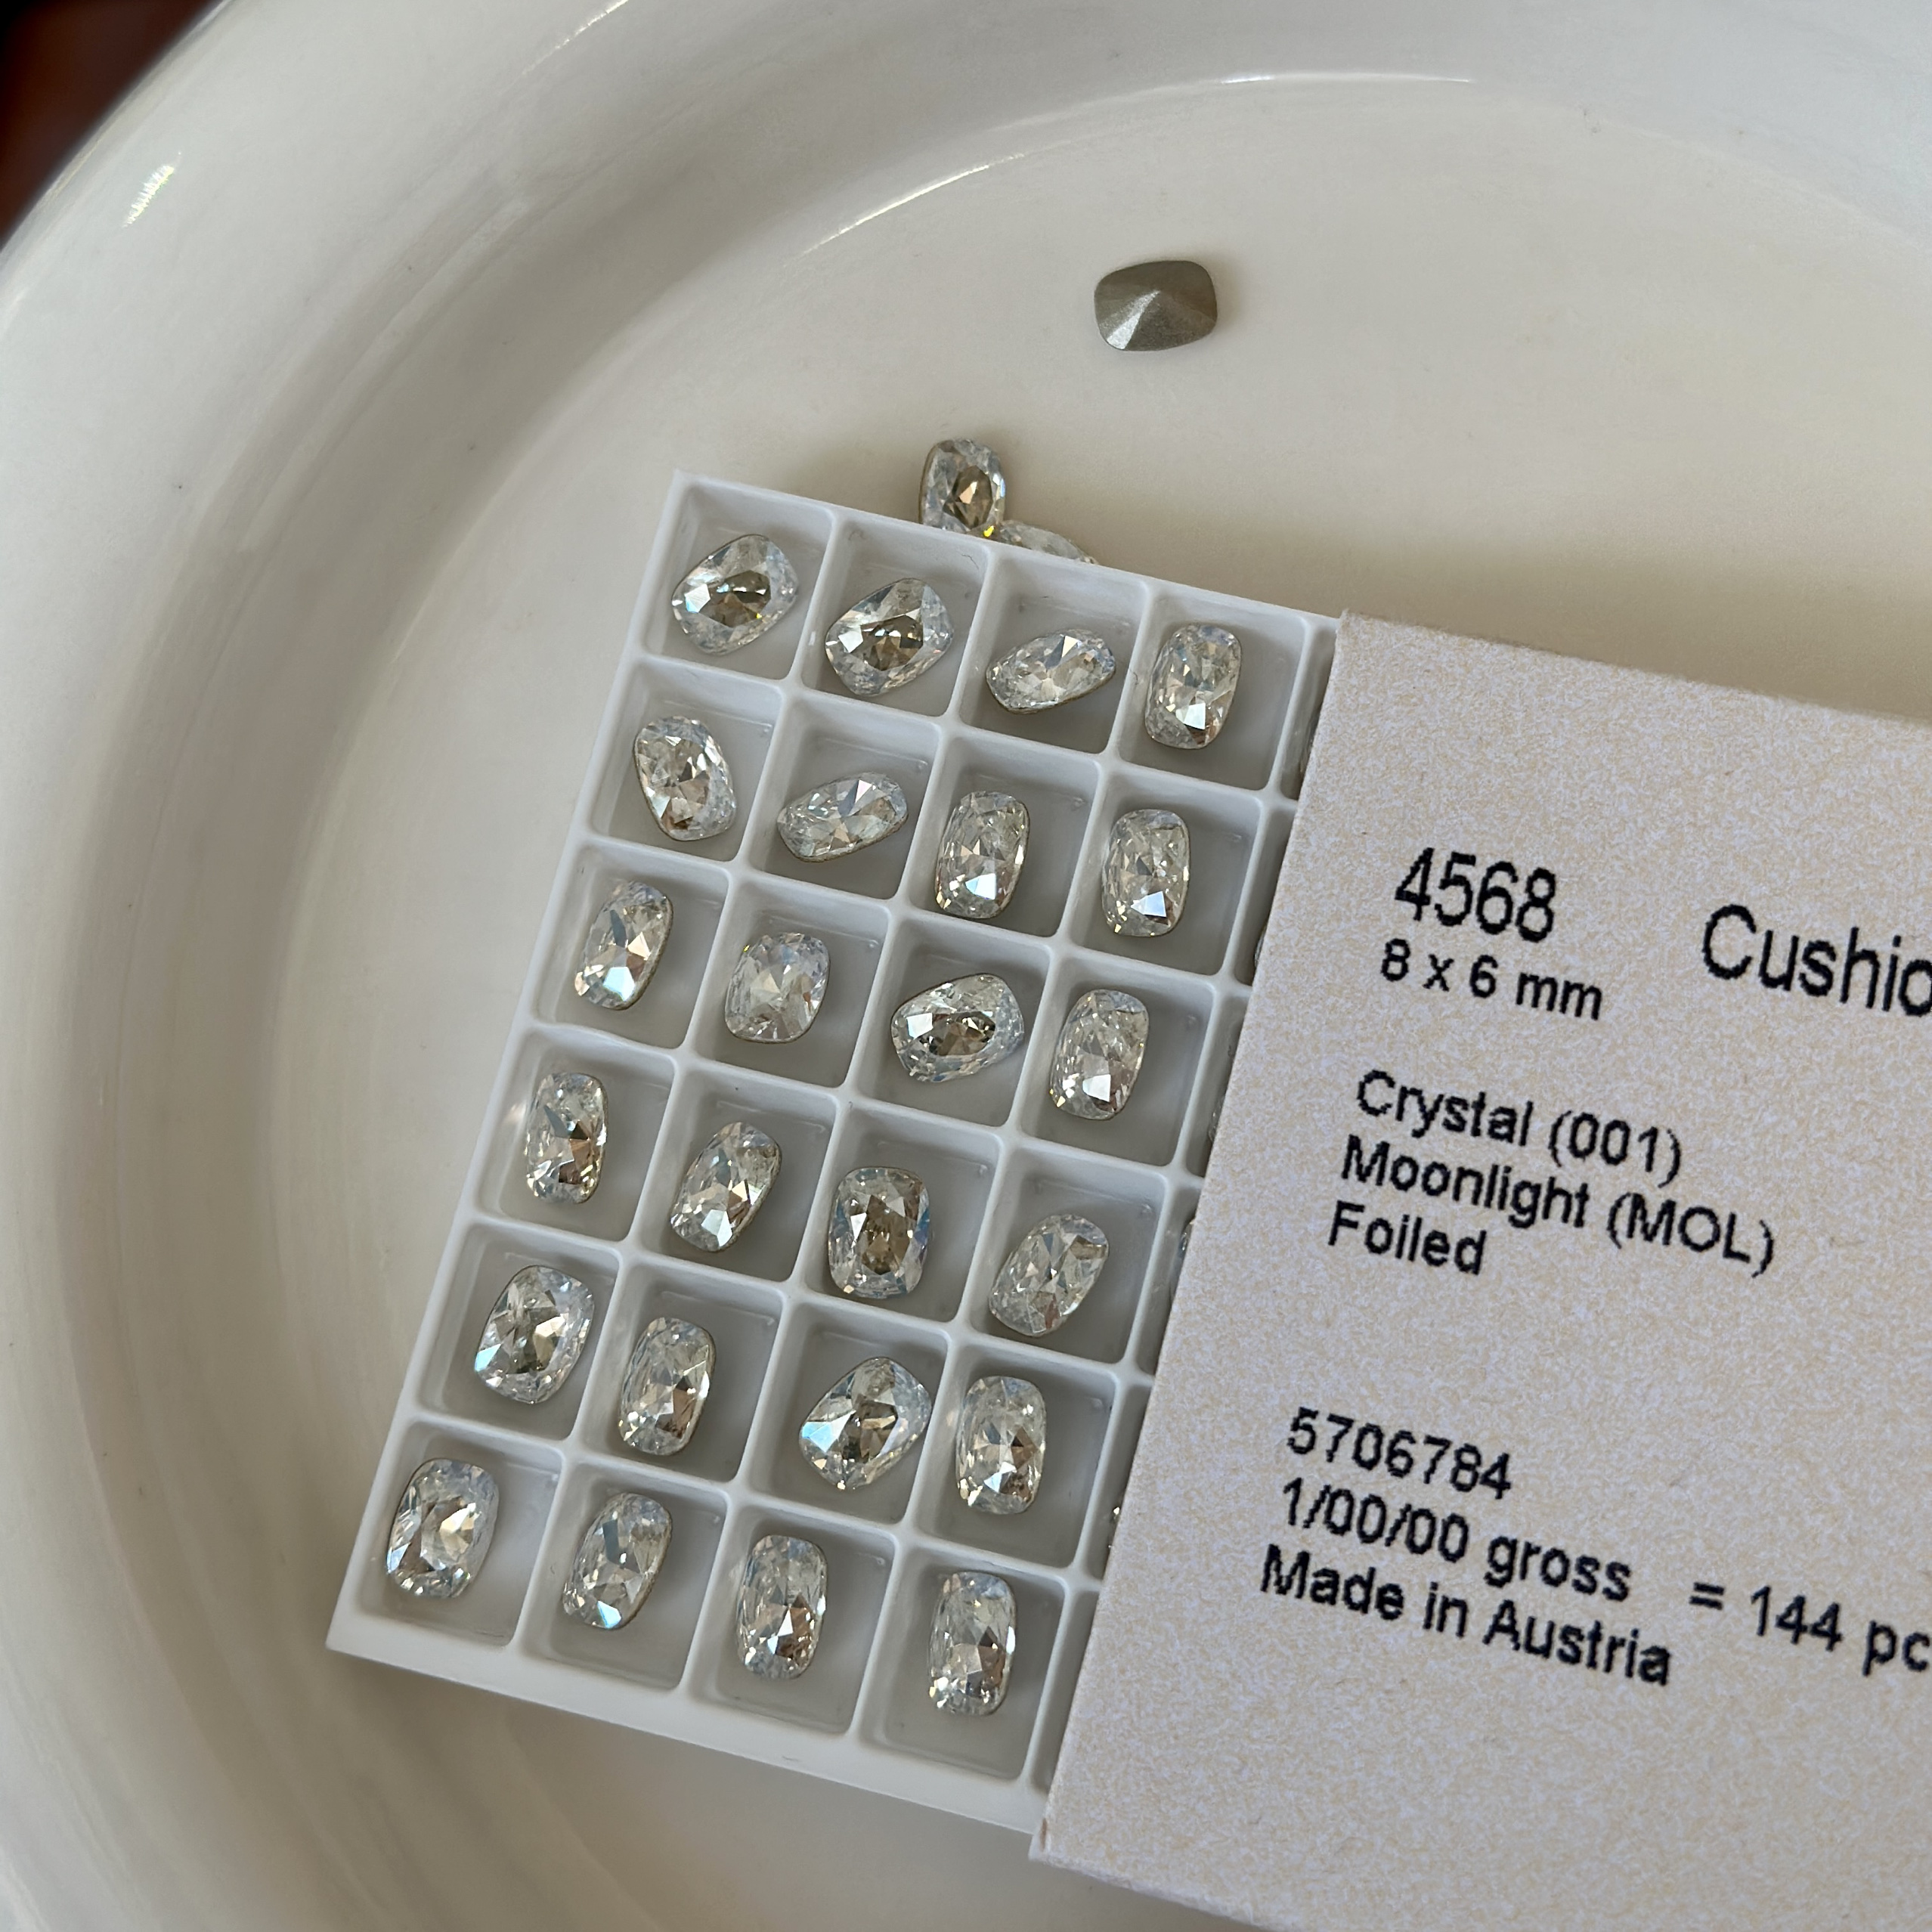 4568 Cushio
8 x 6 mm
Crystal (001)
Moonlight (MOL)
Foiled
5706784
1/00/00 gross = 144 pc
Made in Austria